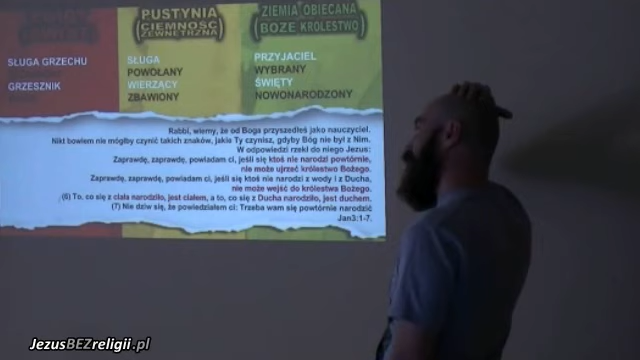 PUSTYNIA
(CIEMNOŚĆ
ZEWNĘTRZNA)
ZIEMIA OBIECANA
(BOŻE KRÓLESTWO)
SŁUGA GRZECHU
SŁUGA
PRZYJACIEL
POWOŁANY
WYBRANY
GRZESZNIK
WIERZĄCY
ŚWIĘTY
ZBAWIONY
NOWONARODZONY
Rabbi, wiemy, że od Boga przyszedłeś jako nauczyciel.
Nikt bowiem nie mógłby czynić takich znaków, jakie Ty czynisz, gdyby Bóg nie był z Nim.
W odpowiedzi rzekł do niego Jezus:
Zaprawdę, zaprawdę, powiadam ci, jeśli się ktoś nie narodzi powtórnie,
nie może ujrzeć królestwa Bożego.
Zaprawdę, zaprawdę, powiadam ci, jeśli się ktoś nie narodzi z wody i z Ducha,
nie może wejść do królestwa Bożego.
(6) To, co się z ciała narodziło, jest ciałem, a to, co się z Ducha narodziło, jest duchem.
(7) Nie dziw się, że powiedziałem ci: Trzeba wam się powtórnie narodzić
Jan3:1-7.
JezusBEZreligii.pl